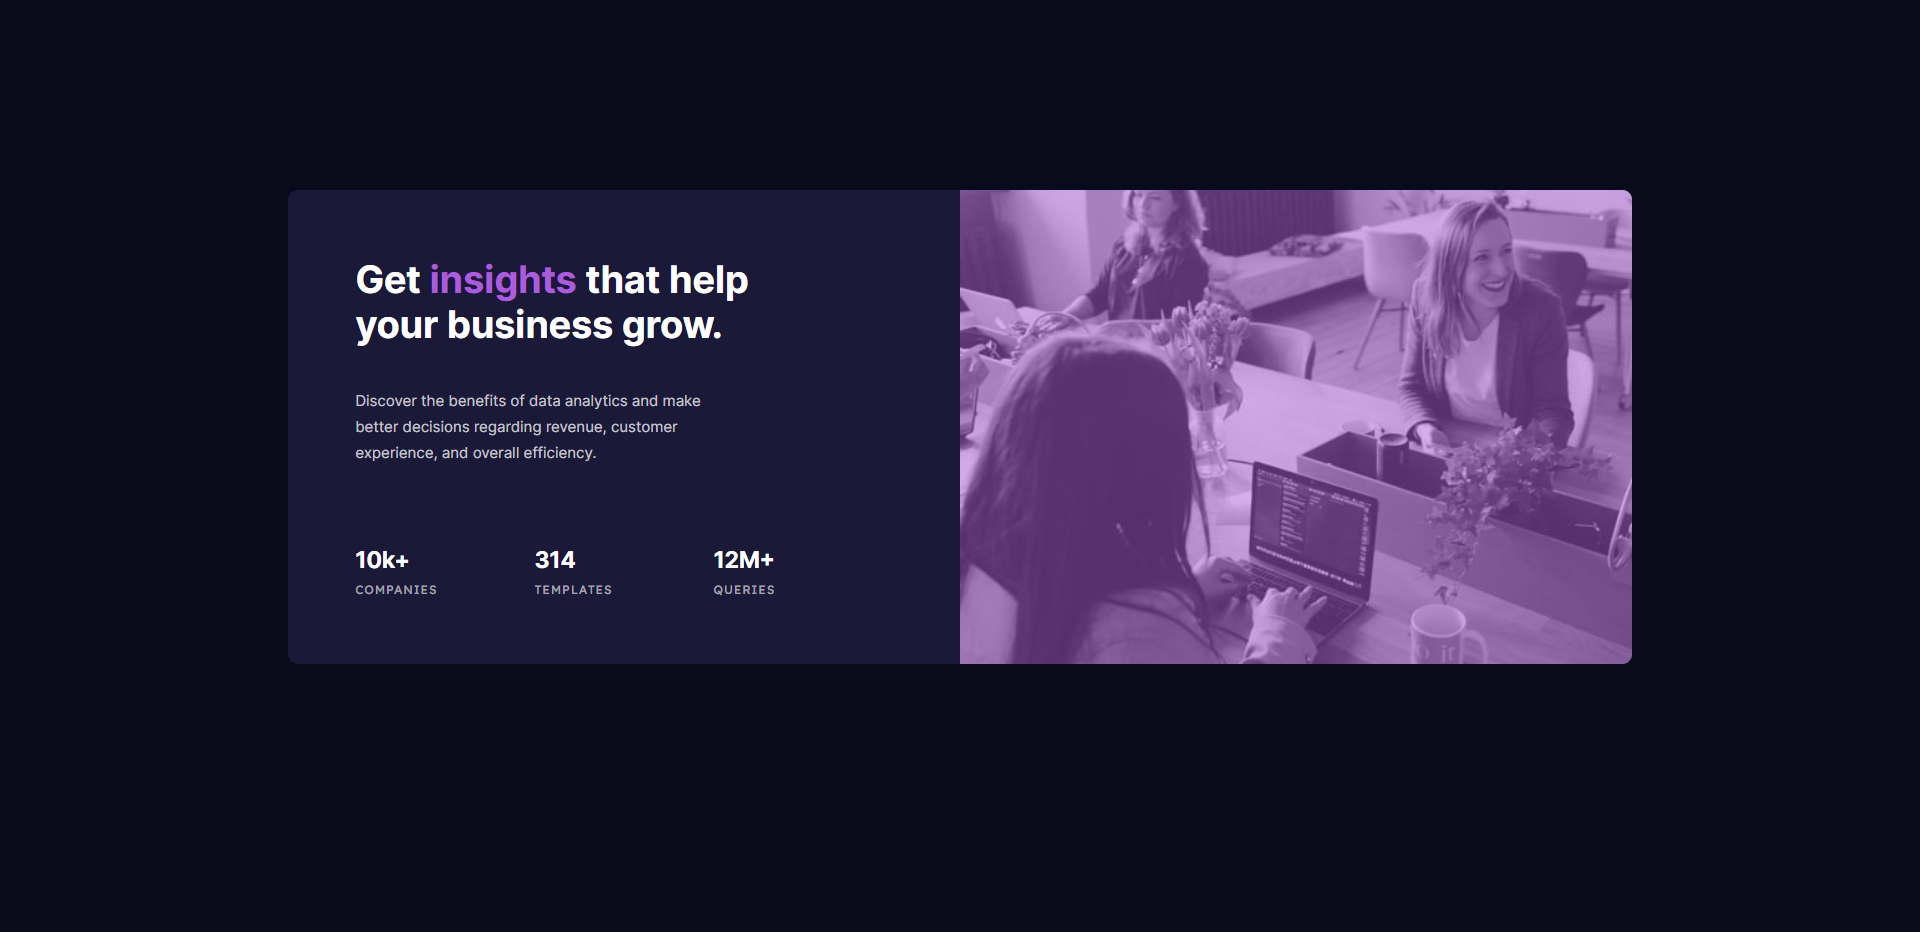 Get insights that help
your business grow.
Discover the benefits of data analytics and make
better decisions regarding revenue, customer
experience, and overall efficiency.
10k+ 314 12M+
COMPANIES TEMPLATES QUERIES